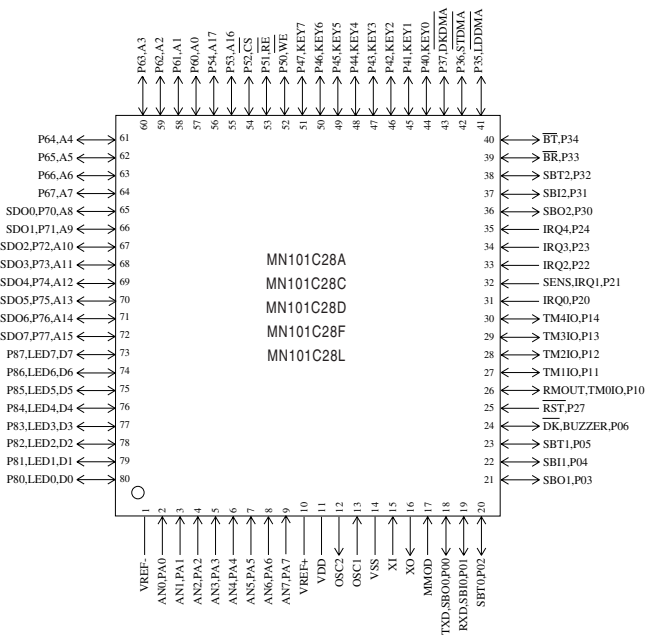 P63,A3
P62,A2
P61,A1
P60,A0
P54,A17
P53,A16
P52,CS
P51,RE
P50,WE
P47,KEY7
P46,KEY6
P45,KEY5
P44,KEY4
P43,KEY3
P42,KEY2
P41,KEY1
P40,KEY0
P37,DKDMA
P36,STDMA
P35,LDDMA
60 59 58 57 56 55 54 53 52 51 50 49 48 47 46 45 44 43 42 41
P64,A4 61
P65,A5 62
P66,A6 63
P67,A7 64
SDO0,P70,A8 65
SDO1,P71,A9 66
SDO2,P72,A10 67
SDO3,P73,A11 68
SDO4,P74,A12 69
SDO5,P75,A13 70
SDO6,P76,A14 71
SDO7,P77,A15 72
P87,LED7,D7 73
P86,LED6,D6 74
P85,LED5,D5 75
P84,LED4,D4 76
P83,LED3,D3 77
P82,LED2,D2 78
P81,LED1,D1 79
P80,LED0,D0 80
MN101C28A
MN101C28C
MN101C28D
MN101C28F
MN101C28L
40 BT,P34
39 BR,P33
38 SBT2,P32
37 SBI2,P31
36 SBO2,P30
35 IRQ4,P24
34 IRQ3,P23
33 IRQ2,P22
32 SENS,IRQ1,P21
31 IRQ0,P20
30 TM4IO,P14
29 TM3IO,P13
28 TM2IO,P12
27 TM1IO,P11
26 RMOUT,TM0IO,P10
25 RST,P27
24 DK,BUZZER,P06
23 SBT1,P05
22 SBI1,P04
21 SBO1,P03
1 2 3 4 5 6 7 8 9 10 11 12 13 14 15 16 17 18 19 20
VREF-
AN0,PA0
AN1,PA1
AN2,PA2
AN3,PA3
AN4,PA4
AN5,PA5
AN6,PA6
AN7,PA7
VREF+
VDD
OSC2
OSC1
VSS
XI
XO
MMOD
TXD,SBO0,P00
RXD,SBI0,P01
SBT0,P02